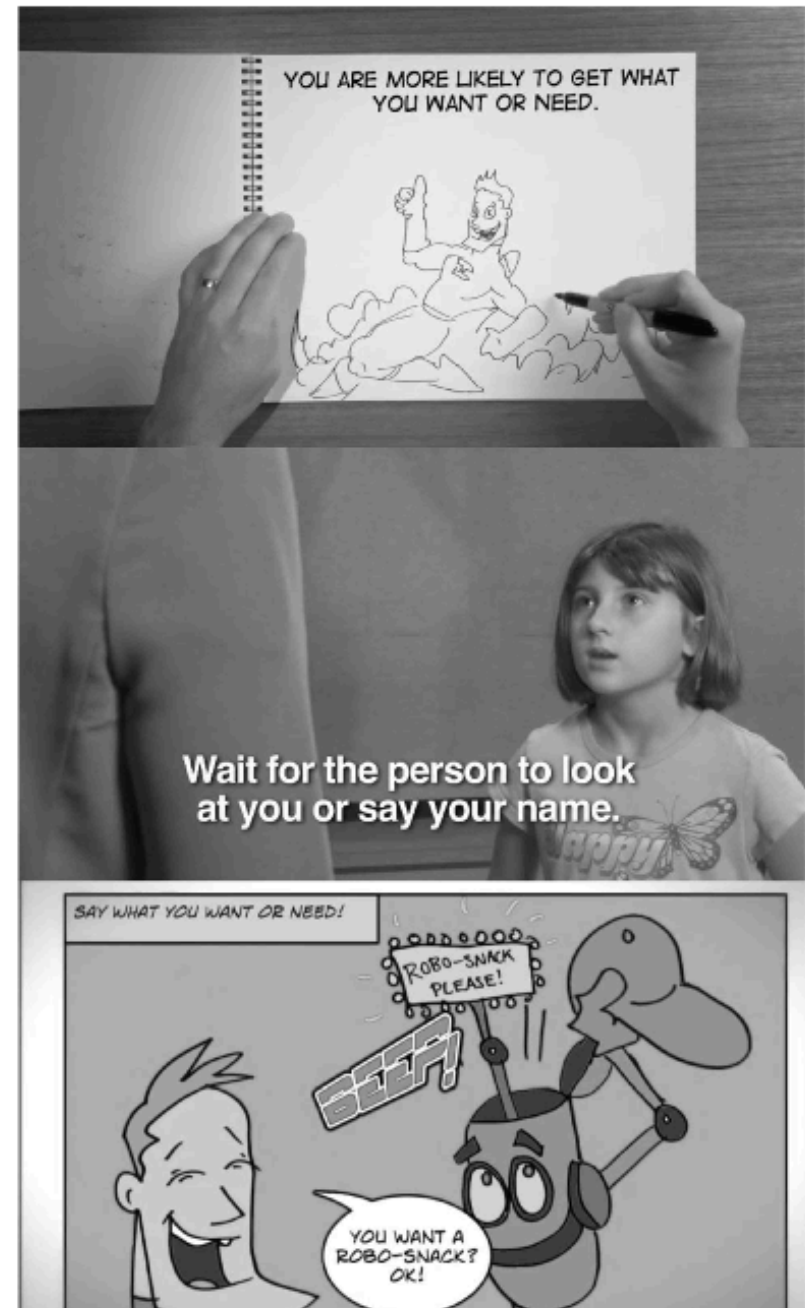 YOU ARE MORE LIKELY TO GET WHAT
YOU WANT OR NEED.
Wait for the person to look
at you or say your name.
Happy
SAY WHAT YOU WANT OR NEED!
ROBO-SNACK
PLEASE!
BEEP!
YOU WANT A
ROBO-SNACK?
OK!